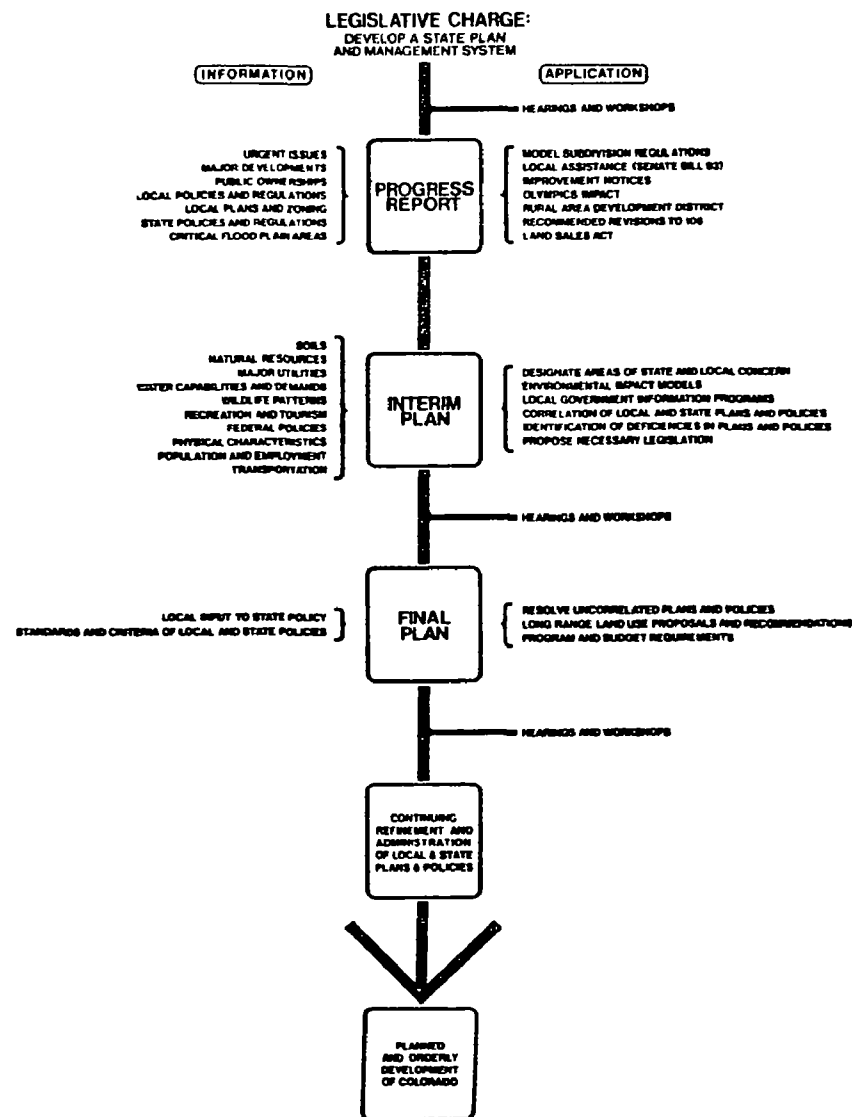 LEGISLATIVE CHARGE:
DEVELOP A STATE PLAN
AND MANAGEMENT SYSTEM
INFORMATION
APPLICATION
HEARINGS AND WORKSHOPS
URGENT ISSUES
MAJOR DEVELOPMENTS
PUBLIC OWNERSHIPS
LOCAL POLICIES AND REGULATIONS
LOCAL PLANS AND ZONING
STATE POLICIES AND REGULATIONS
CRITICAL FLOOD PLAIN AREAS
PROGRESS
REPORT
MODEL SUBDIVISION REGULATIONS
LOCAL ASSISTANCE (SENATE BILL 93)
IMPROVEMENT NOTICES
OLYMPICS IMPACT
RURAL AREA DEVELOPMENT DISTRICT
RECOMMENDED REVISIONS TO 106
LAND SALES ACT
SOILS
NATURAL RESOURCES
MAJOR UTILITIES
WATER CAPABILITIES AND DEMANDS
WILDLIFE PATTERNS
RECREATION AND TOURISM
FEDERAL POLICIES
PHYSICAL CHARACTERISTICS
POPULATION AND EMPLOYMENT
TRANSPORTATION
INTERIM
PLAN
DESIGNATE AREAS OF STATE AND LOCAL CONCERN
ENVIRONMENTAL IMPACT MODELS
LOCAL GOVERNMENT INFORMATION PROGRAMS
CORRELATION OF LOCAL AND STATE PLANS AND POLICIES
IDENTIFICATION OF DEFICIENCIES IN PLANS AND POLICIES
PROPOSE NECESSARY LEGISLATION
HEARINGS AND WORKSHOPS
LOCAL INPUT TO STATE POLICY
STANDARDS AND CRITERIA OF LOCAL AND STATE POLICIES
FINAL
PLAN
RESOLVE UNCORRELATED PLANS AND POLICIES
LONG RANGE LAND USE PROPOSALS AND RECOMMENDATIONS
PROGRAM AND BUDGET REQUIREMENTS
HEARINGS AND WORKSHOPS
CONTINUING
REFINEMENT AND
ADMINISTRATION
OF LOCAL & STATE
PLANS & POLICIES
PLANNED
AND ORDERLY
DEVELOPMENT
OF COLORADO